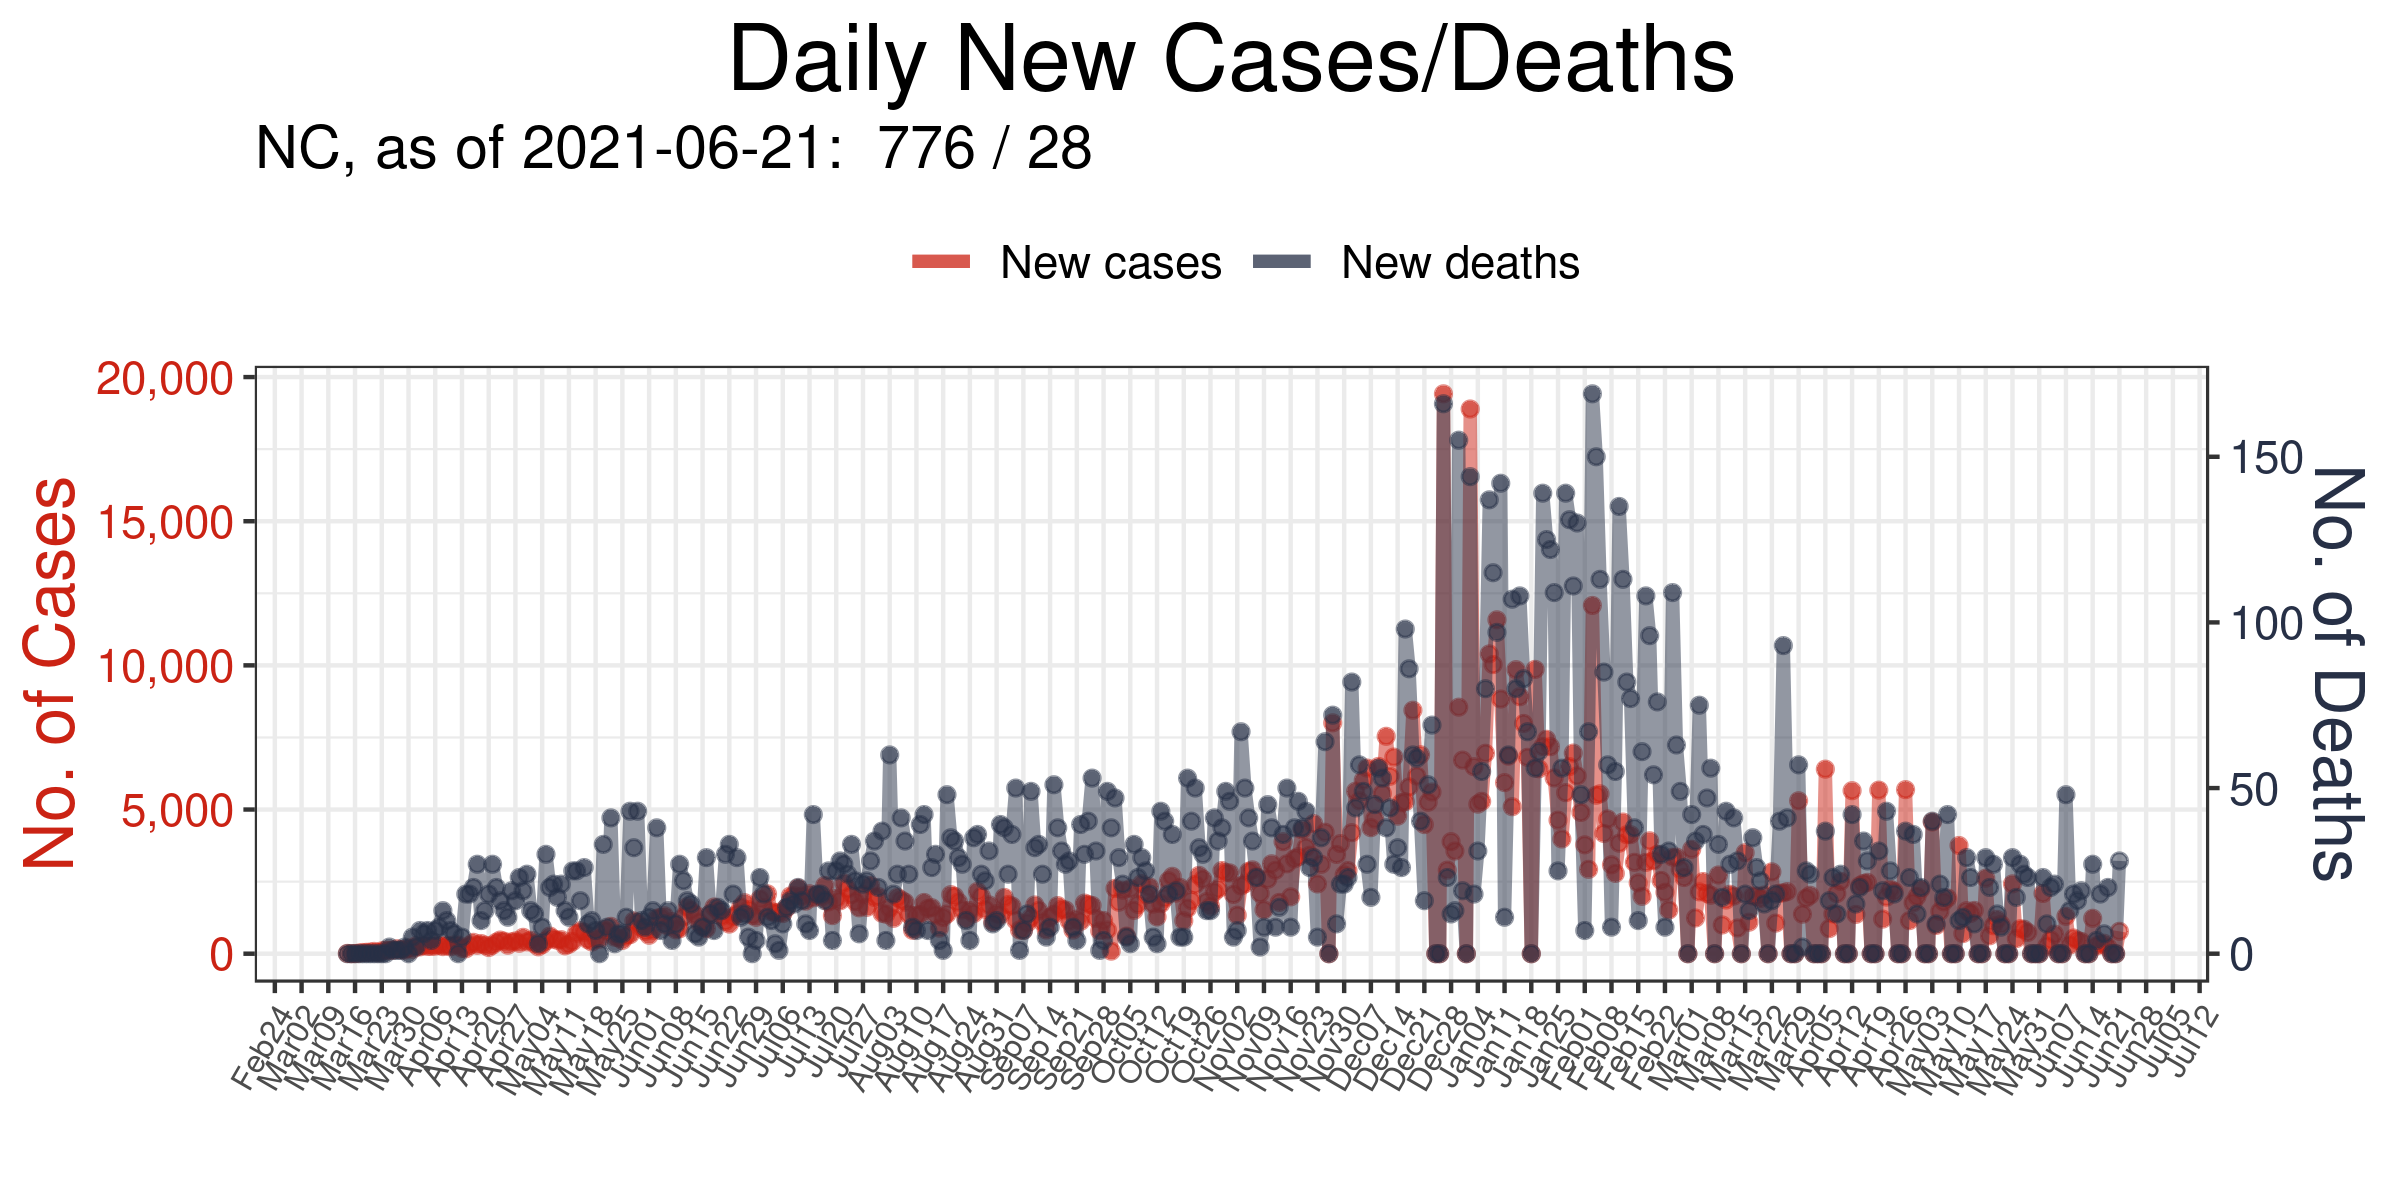 Daily New Cases/Deaths
NC, as of 2021-06-21: 776 / 28
New cases
New deaths
No. of Cases
20,000
15,000
10,000
5,000
0
150
100
50
0
No. of Deaths
Feb24
Mar02
Mar09
Mar16
Mar23
Mar30
Apr06
Apr13
Apr20
Apr27
May04
May11
May18
May25
Jun01
Jun08
Jun15
Jun22
Jun29
Jul06
Jul13
Jul20
Jul27
Aug03
Aug10
Aug17
Aug24
Aug31
Sep07
Sep14
Sep21
Sep28
Oct05
Oct12
Oct19
Oct26
Nov02
Nov09
Nov16
Nov23
Nov30
Dec07
Dec14
Dec21
Dec28
Jan04
Jan11
Jan18
Jan25
Feb01
Feb08
Feb15
Feb22
Mar01
Mar08
Mar15
Mar22
Mar29
Apr05
Apr12
Apr19
Apr26
May03
May10
May17
May24
May31
Jun07
Jun14
Jun21
Jun28
Jul05
Jul12